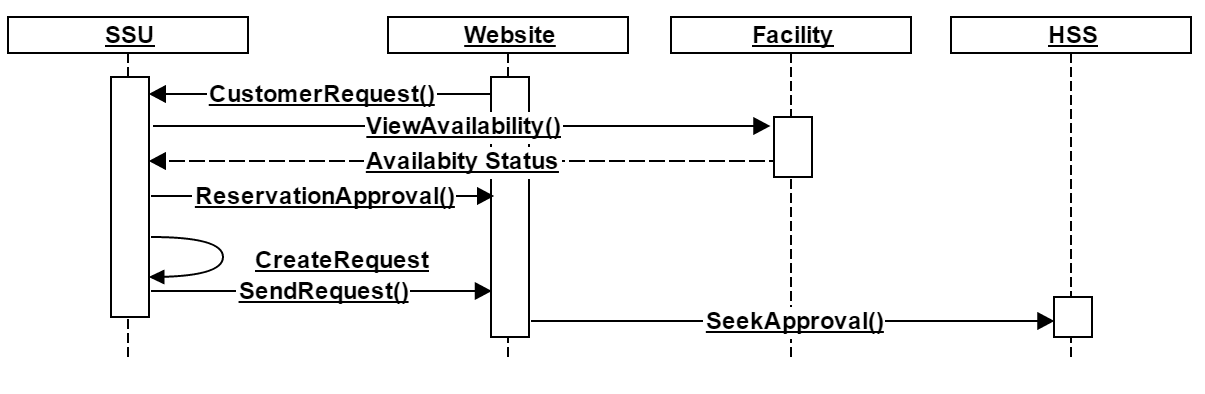 SSU
Website
Facility
HSS
CustomerRequest()
ViewAvailability()
Availabity Status
ReservationApproval()
CreateRequest
SendRequest()
SeekApproval()